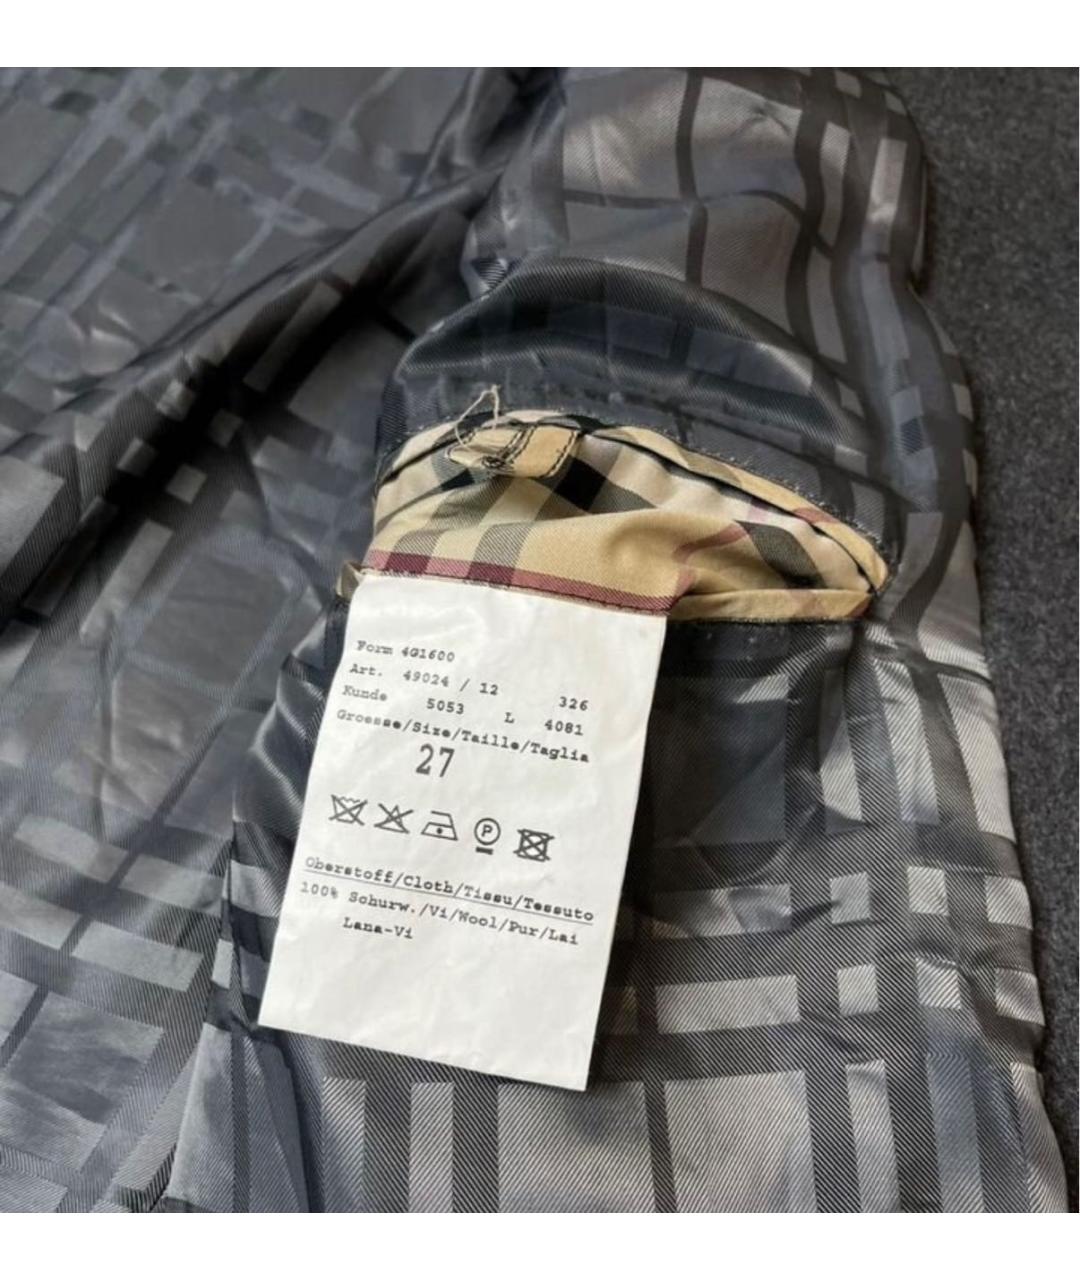 Form 4G1600
Art. 49024 / 12 326
Kunde 5053 L 4081
Groesse/Size/Taille/Taglia
27
P
Oberstoff/Cloth/Tissu/Tessuto
100% Schurw./Vi/Wool/Pur/Lai
Lana-Vi